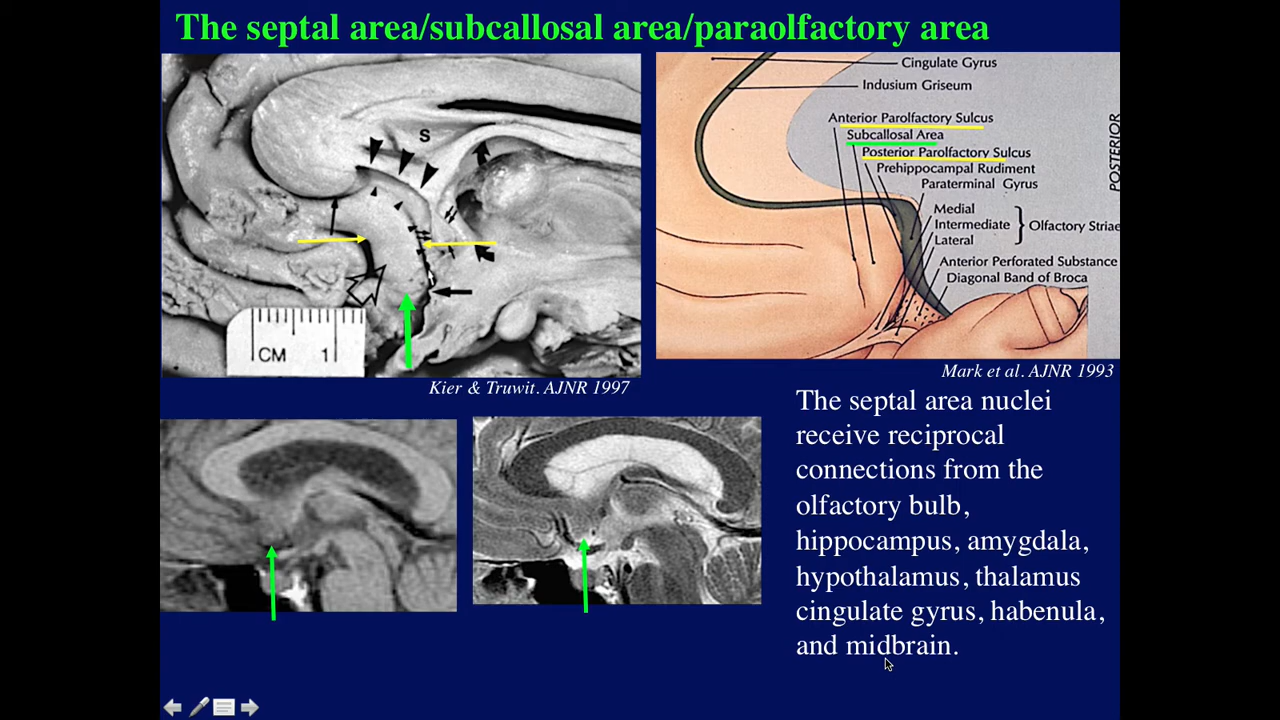 The septal area/subcallosal area/paraolfactory area
S
CM 1
Kier & Truwit. AJNR 1997
Cingulate Gyrus
Indusium Griseum
Anterior Parolfactory Sulcus
Subcallosal Area
Posterior Parolfactory Sulcus
Prehippocampal Rudiment
Paraterminal Gyrus
Medial
Intermediate
Lateral
Olfactory Striae
Anterior Perforated Substance
Diagonal Band of Broca
POSTERIOR
Mark et al. AJNR 1993
The septal area nuclei
receive reciprocal
connections from the
olfactory bulb,
hippocampus, amygdala,
hypothalamus, thalamus
cingulate gyrus, habenula,
and midbrain.